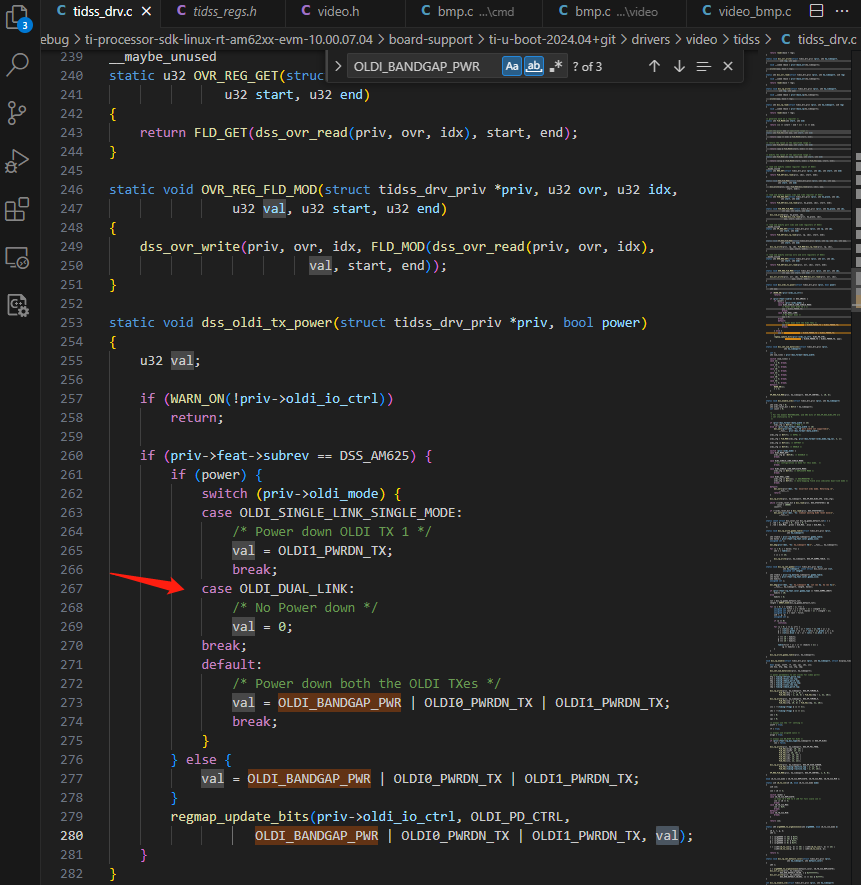 3
tidss_drv.c
tidss_regs.h
video.h
bmp.c ...\cmd
bmp.c ...\video
video_bmp.c
ebug > ti-processor-sdk-linux-rt-am62xx-evm-10.00.07.04 > board-support > ti-u-boot-2024.04+git > drivers > video > tidss > tidss_drv.c
OLDI_BANDGAP_PWR Aa ab .* ? of 3
239 __maybe_unused
240 static u32 OVR_REG_GET(struc
241 u32 start, u32 end)
242 {
243 return FLD_GET(dss_ovr_read(priv, ovr, idx), start, end);
244 }
245
246 static void OVR_REG_FLD_MOD(struct tidss_drv_priv *priv, u32 ovr, u32 idx,
247 u32 val, u32 start, u32 end)
248 {
249 dss_ovr_write(priv, ovr, idx, FLD_MOD(dss_ovr_read(priv, ovr, idx),
250 val, start, end));
251 }
252
253 static void dss_oldi_tx_power(struct tidss_drv_priv *priv, bool power)
254 {
255 u32 val;
256
257 if (WARN_ON(!priv->oldi_io_ctrl))
258 return;
259
260 if (priv->feat->subrev == DSS_AM625) {
261 if (power) {
262 switch (priv->oldi_mode) {
263 case OLDI_SINGLE_LINK_SINGLE_MODE:
264 /* Power down OLDI TX 1 */
265 val = OLDI1_PWRDN_TX;
266 break;
267 case OLDI_DUAL_LINK:
268 /* No Power down */
269 val = 0;
270 break;
271 default:
272 /* Power down both the OLDI TXes */
273 val = OLDI_BANDGAP_PWR | OLDI0_PWRDN_TX | OLDI1_PWRDN_TX;
274 break;
275 }
276 } else {
277 val = OLDI_BANDGAP_PWR | OLDI0_PWRDN_TX | OLDI1_PWRDN_TX;
278 }
279 regmap_update_bits(priv->oldi_io_ctrl, OLDI_PD_CTRL,
280 OLDI_BANDGAP_PWR | OLDI0_PWRDN_TX | OLDI1_PWRDN_TX, val);
281 }
282 }